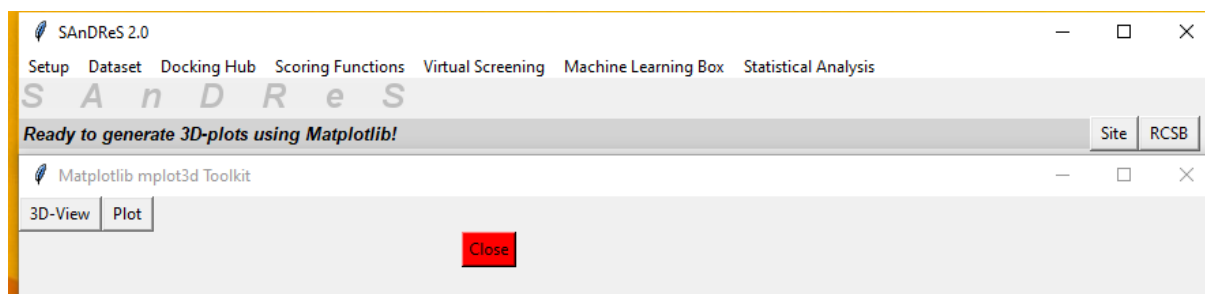 SAnDReS 2.0
Setup Dataset Docking Hub Scoring Functions Virtual Screening Machine Learning Box Statistical Analysis
S A n D R e S
Ready to generate 3D-plots using Matplotlib! Site RCSB
Matplotlib mplot3d Toolkit
3D-View Plot
Close